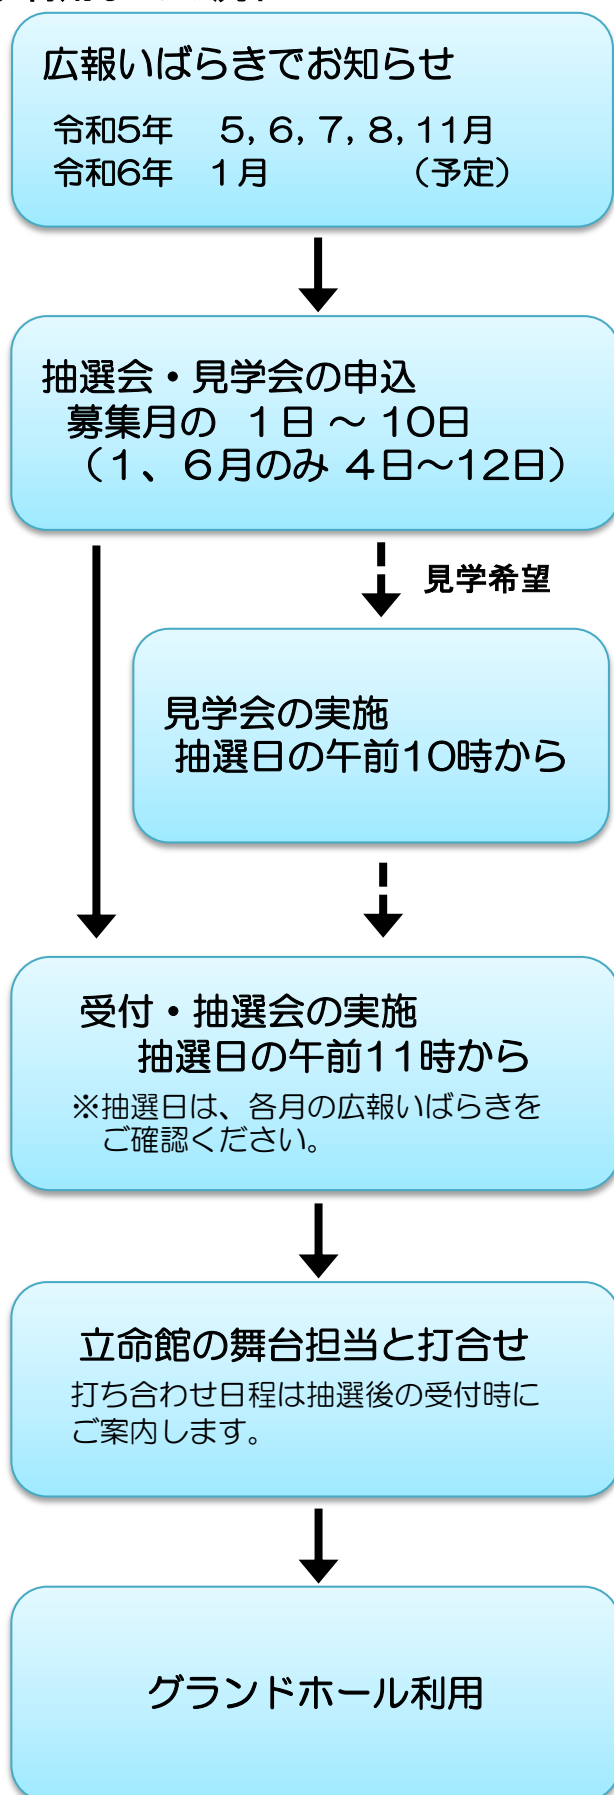 広報いばらきでお知らせ
令和5年 5, 6, 7, 8, 11月
令和6年 1月 （予定）
抽選会・見学会の申込
募集月の 1日 ～ 10日
（1、6月のみ 4日～12日）
見学希望
見学会の実施
抽選日の午前10時から
受付・抽選会の実施
抽選日の午前11時から
※抽選日は、各月の広報いばらきを
ご確認ください。
立命館の舞台担当と打合せ
打ち合わせ日程は抽選後の受付時に
ご案内します。
グランドホール利用